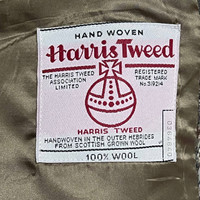 HAND WOVEN
Harris Tweed
THE HARRIS TWEED
ASSOCIATION
LIMITED
REGISTERED
TRADE MARK
No 319214
HARRIS TWEED
HANDWOVEN IN THE OUTER HEBRIDES
FROM SCOTTISH GROWN WOOL
100% WOOL